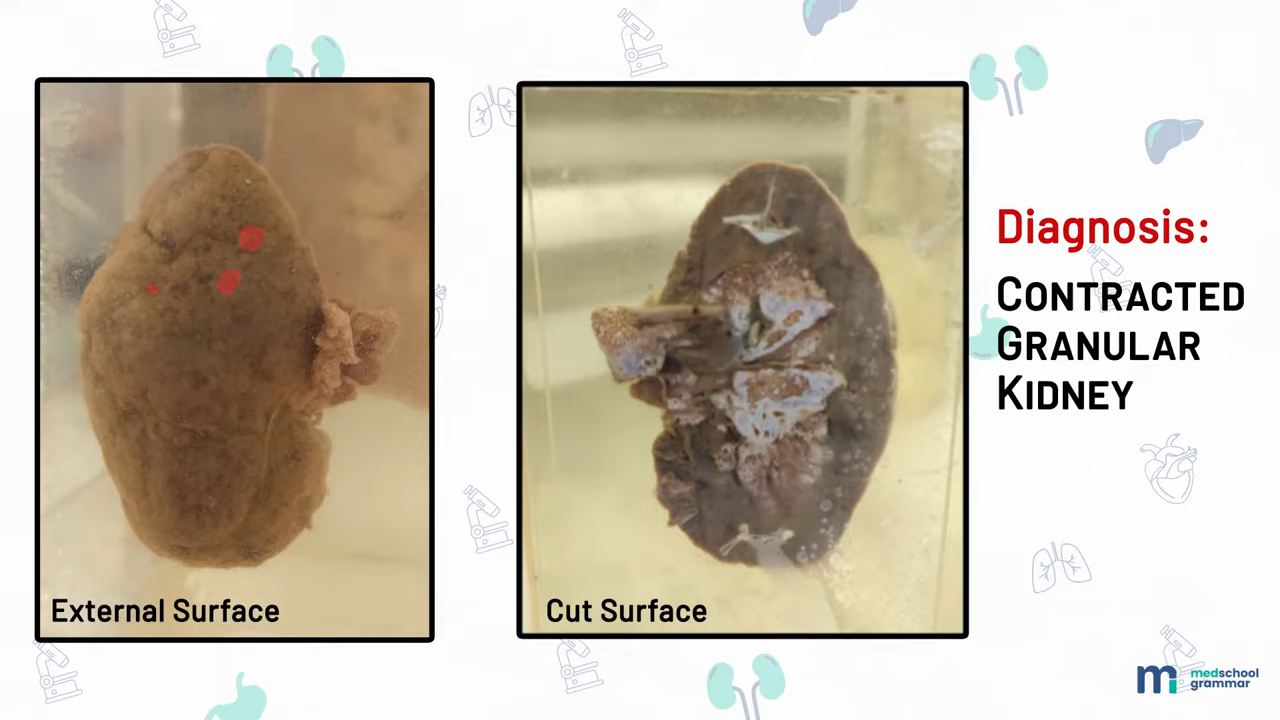 External Surface
Cut Surface
Diagnosis:
CONTRACTED
GRANULAR
KIDNEY
medschool
grammar